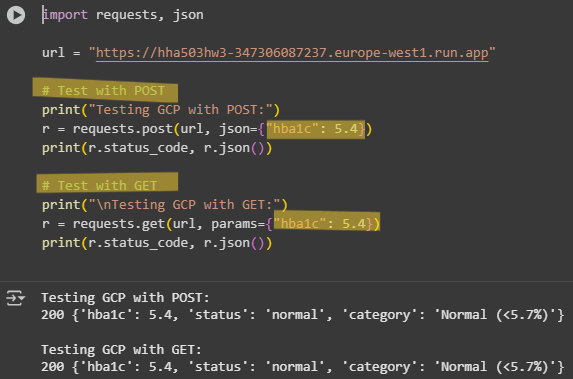 import requests, json
url = "https://hha503hw3-347306087237.europe-west1.run.app"
# Test with POST
print("Testing GCP with POST:")
r = requests.post(url, json={"hba1c": 5.4})
print(r.status_code, r.json())
# Test with GET
print("\nTesting GCP with GET:")
r = requests.get(url, params={"hba1c": 5.4})
print(r.status_code, r.json())
Testing GCP with POST:
200 {'hba1c': 5.4, 'status': 'normal', 'category': 'Normal (<5.7%)'}
Testing GCP with GET:
200 {'hba1c': 5.4, 'status': 'normal', 'category': 'Normal (<5.7%)'}